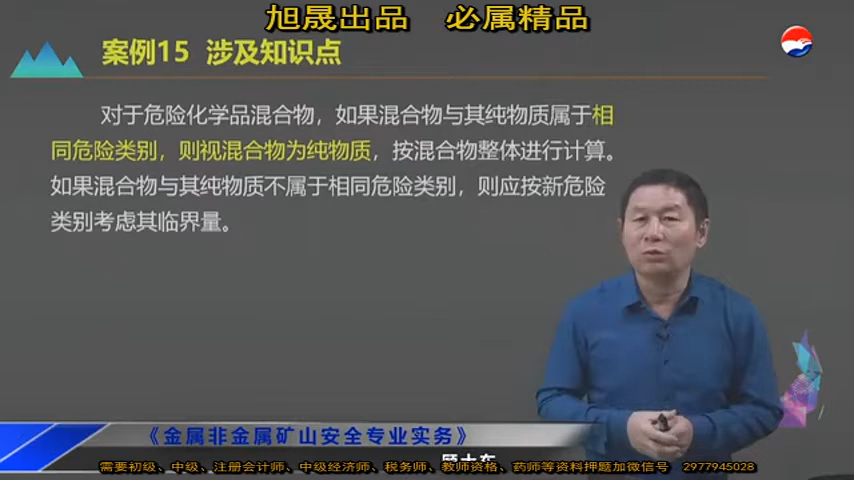 旭晟出品 必属精品
案例15 涉及知识点
对于危险化学品混合物，如果混合物与其纯物质属于相
同危险类别，则视混合物为纯物质，按混合物整体进行计算。
如果混合物与其纯物质不属于相同危险类别，则应按新危险
类别考虑其临界量。
《金属非金属矿山安全专业实务》
需要初级、中级、注册会计师、中级经济师、税务师、教师资格、药师等资料押题加微信号 2977945028